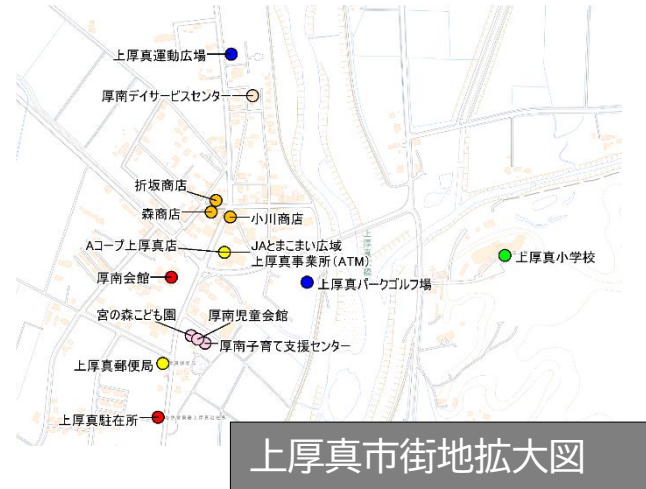 上厚真運動広場
厚南デイサービスセンター
折坂商店
森商店
小川商店
Aコープ上厚真店
JAとまこまい広域
上厚真事業所(ATM)
厚南会館
上厚真小学校
上厚真パークゴルフ場
宮の森こども園
厚南児童会館
厚南子育て支援センター
上厚真郵便局
上厚真駐在所
上厚真市街地拡大図